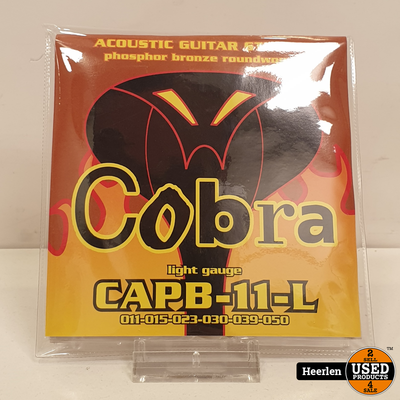 ACOUSTIC GUITAR
phosphor bronze
Cobra
light gauge
CAPB-11-L
011-015-023-030-039-050
Heerlen
2
SELL
USED
PRODUCTS
4
SALE
TM